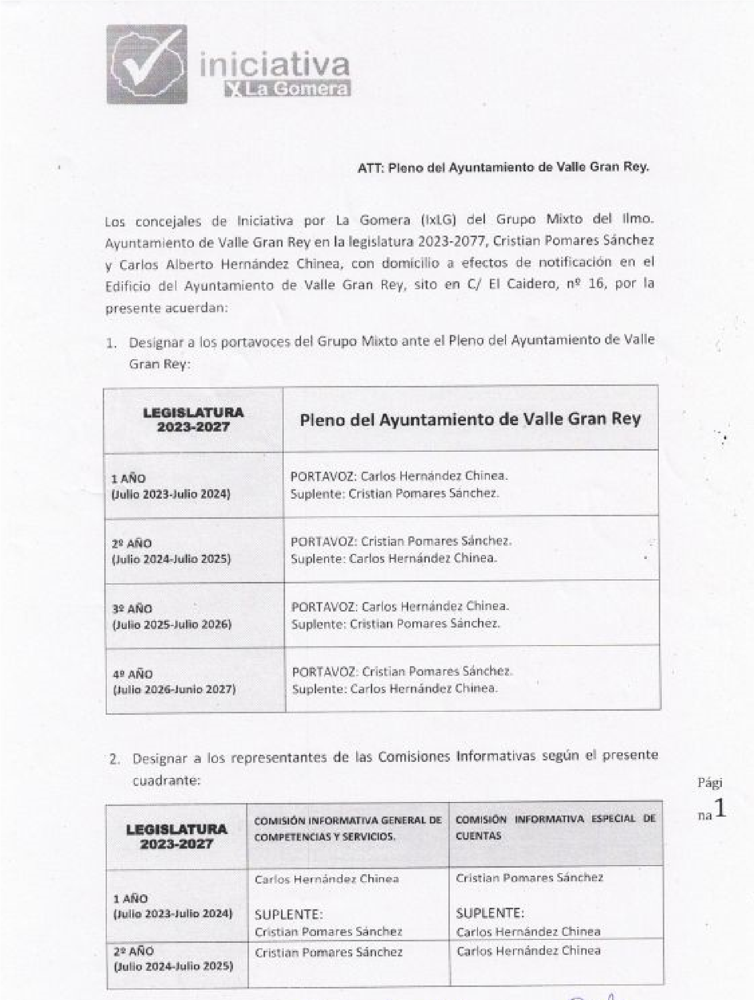 iniciativa
X La Gomera
ATT: Pleno del Ayuntamiento de Valle Gran Rey.
Los concejales de Iniciativa por La Gomera (IxLG) del Grupo Mixto del Ilmo.
Ayuntamiento de Valle Gran Rey en la legislatura 2023-2077, Cristian Pomares Sánchez
y Carlos Alberto Hernández Chinea, con domicilio a efectos de notificación en el
Edificio del Ayuntamiento de Valle Gran Rey, sito en C/ El Caidero, nº 16, por la
presente acuerdan:
1. Designar a los portavoces del Grupo Mixto ante el Pleno del Ayuntamiento de Valle
Gran Rey:
LEGISLATURA
2023-2027
Pleno del Ayuntamiento de Valle Gran Rey
1 AÑO
(Julio 2023-Julio 2024)
PORTAVOZ: Carlos Hernández Chinea.
Suplente: Cristian Pomares Sánchez.
2º AÑO
(Julio 2024-Julio 2025)
PORTAVOZ: Cristian Pomares Sánchez.
Suplente: Carlos Hernández Chinea.
3º AÑO
(Julio 2025-Julio 2026)
PORTAVOZ: Carlos Hernández Chinea.
Suplente: Cristian Pomares Sánchez.
4º AÑO
(Julio 2026-Junio 2027)
PORTAVOZ: Cristian Pomares Sánchez.
Suplente: Carlos Hernández Chinea.
2. Designar a los representantes de las Comisiones Informativas según el presente
cuadrante:
Pági
na 1
LEGISLATURA
2023-2027
COMISIÓN INFORMATIVA GENERAL DE
COMPETENCIAS Y SERVICIOS.
COMISIÓN INFORMATIVA ESPECIAL DE
CUENTAS
1 AÑO
(Julio 2023-Julio 2024)
Carlos Hernández Chinea
SUPLENTE:
Cristian Pomares Sánchez
Cristian Pomares Sánchez
SUPLENTE:
Carlos Hernández Chinea
2º AÑO
(Julio 2024-Julio 2025)
Cristian Pomares Sánchez
Carlos Hernández Chinea